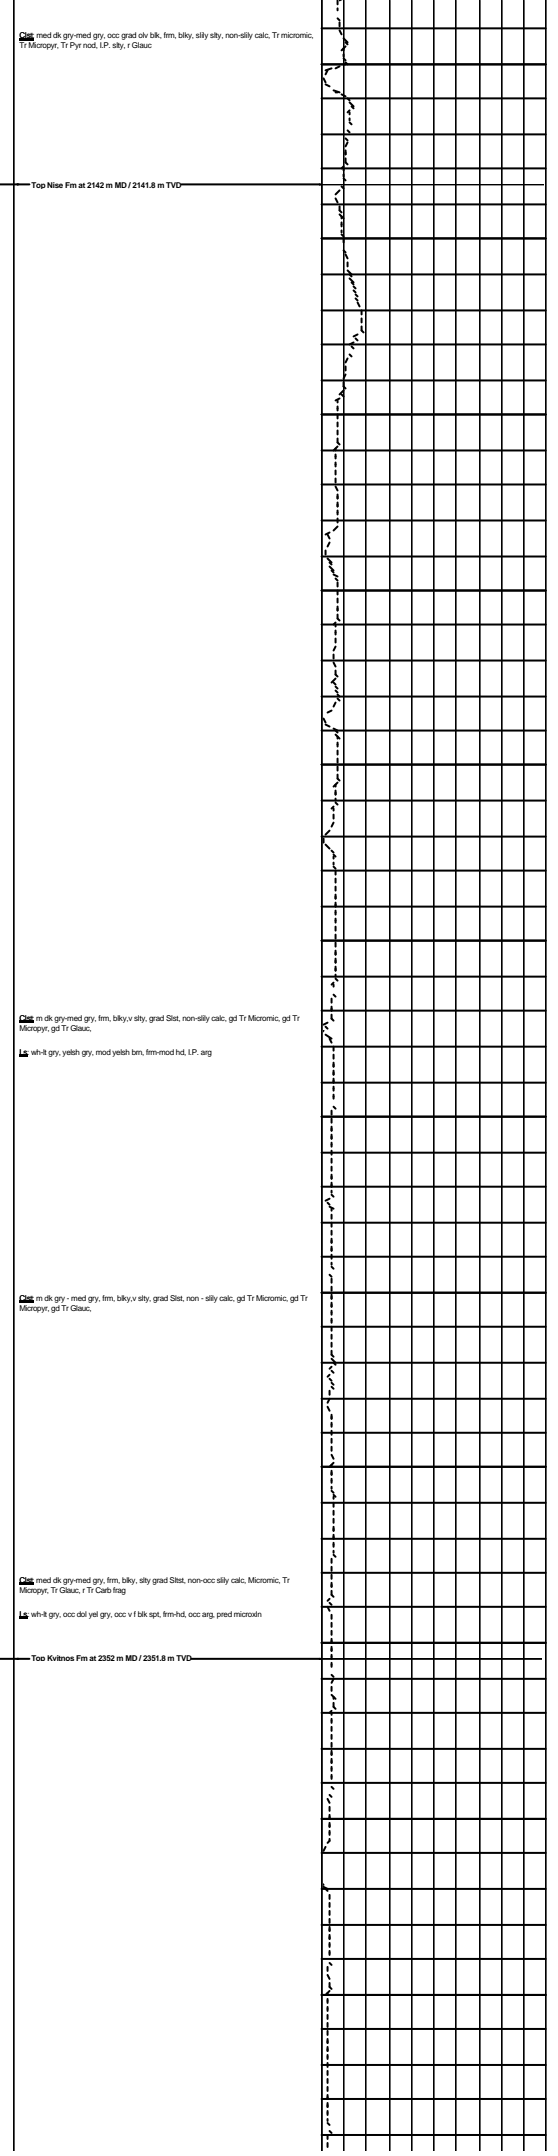 Clst: med dk gry-med gry, occ grad olv blk, frm, blky, slily slty, non-slily calc, Tr micromic,
Tr Micropyr, Tr Pyr nod, I.P. slty, r Glauc
Top Nise Fm at 2142 m MD / 2141.8 m TVD
Clst: m dk gry-med gry, frm, blky,v slty, grad Slst, non-slily calc, gd Tr Micromic, gd Tr
Micropyr, gd Tr Glauc,
Ls: wh-lt gry, yelsh gry, mod yelsh brn, frm-mod hd, I.P. arg
Clst: m dk gry - med gry, frm, blky,v slty, grad Slst, non - slily calc, gd Tr Micromic, gd Tr
Micropyr, gd Tr Glauc,
Clst: med dk gry-med gry, frm, blky, slty grad Sltst, non-occ slily calc, Micromic, Tr
Micropyr, Tr Glauc, r Tr Carb frag
Ls: wh-lt gry, occ dol yel gry, occ v f blk spt, frm-hd, occ arg, pred microxln
Top Kvitnos Fm at 2352 m MD / 2351.8 m TVD